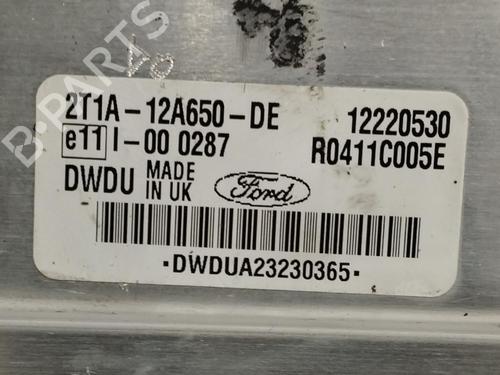 B-PARTS
2T1A-12A650-DE 12220530
e11 I-00 0287 R0411C005E
DWDU MADE IN UK Ford
·DWDUA23230365·